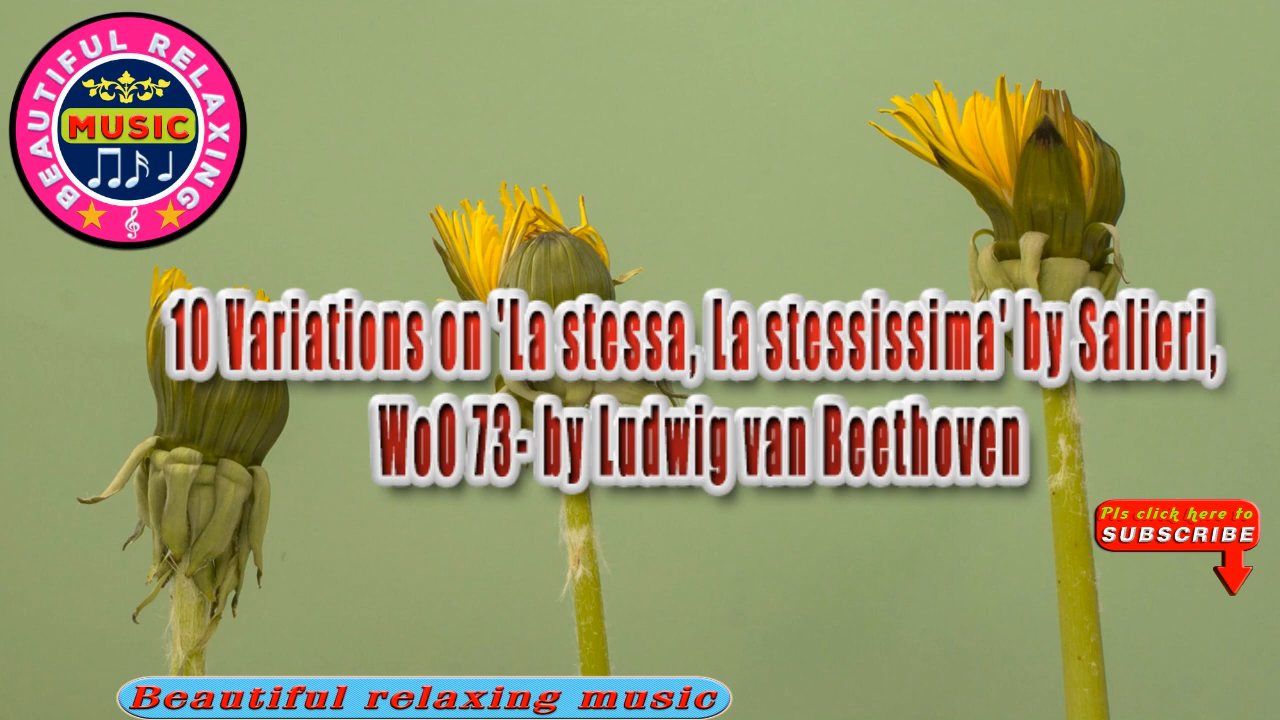 BEAUTIFUL RELAXING
MUSIC
10 Variations on 'La stessa, La stessissima' by Salieri,
WoO 73- by Ludwig van Beethoven
Pls click here to
SUBSCRIBE
Beautiful relaxing music